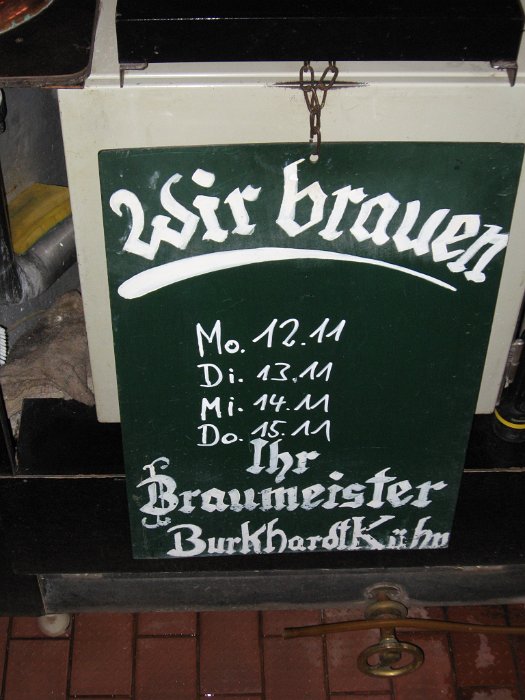 Wir brauen
Mo. 12.11
Di. 13.11
Mi. 14.11
Do. 15.11
Ihr
Braumeister
Burkhardt Kühn